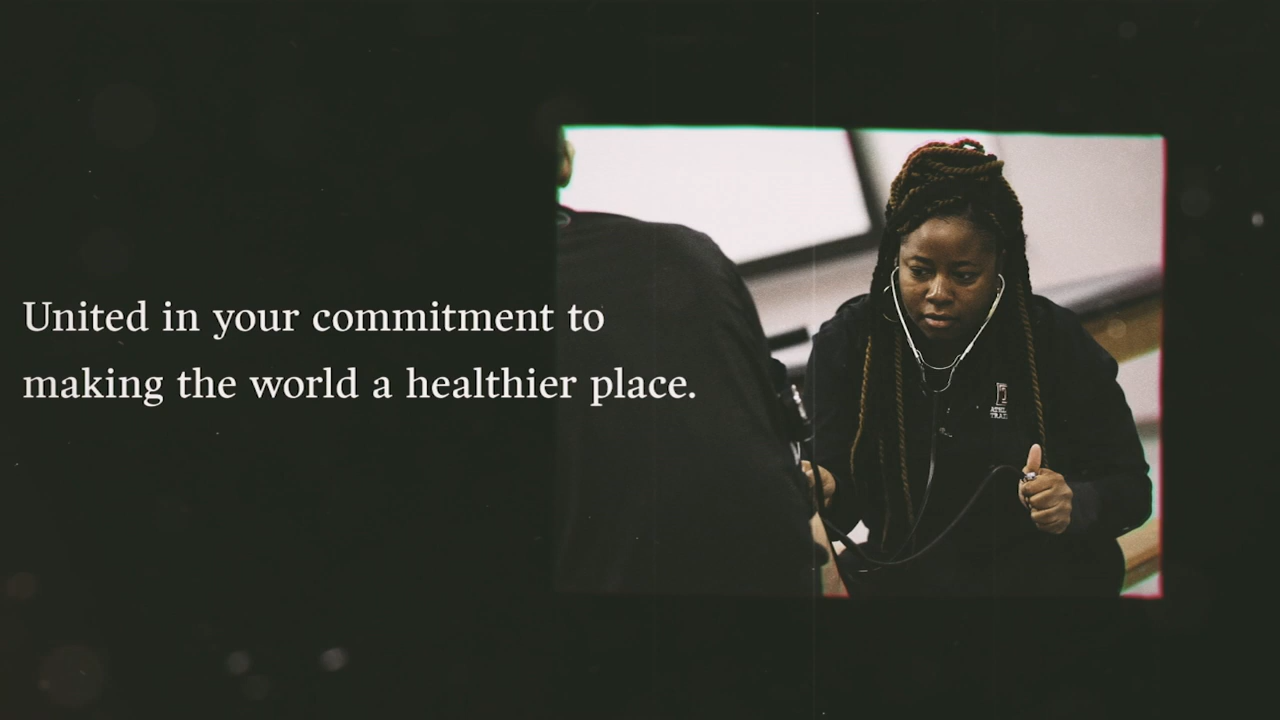 United in your commitment to
making the world a healthier place.